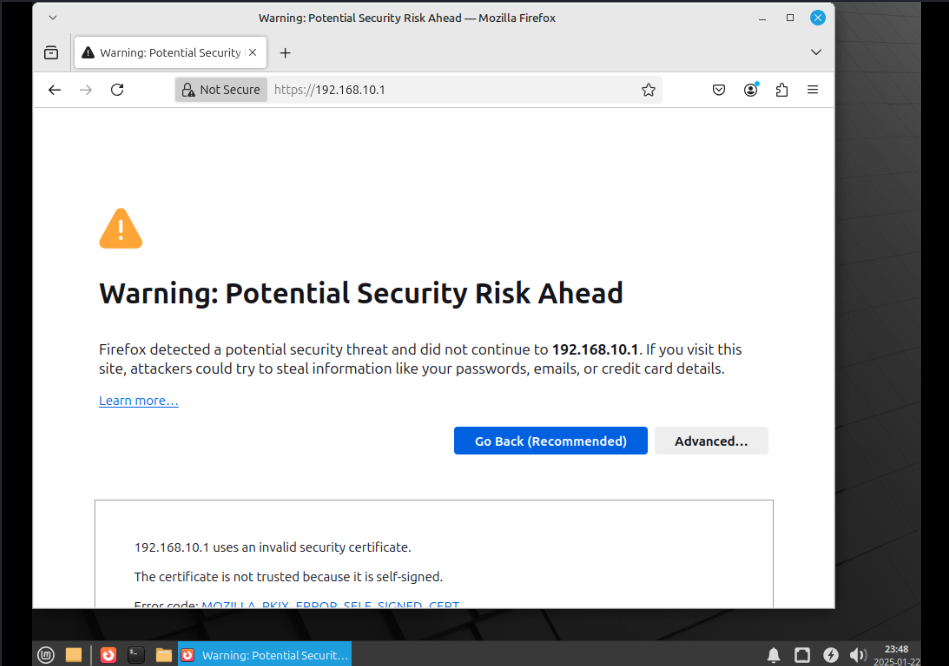 Warning: Potential Security Risk Ahead — Mozilla Firefox
Warning: Potential Security
Not Secure
https://192.168.10.1
Warning: Potential Security Risk Ahead
Firefox detected a potential security threat and did not continue to 192.168.10.1. If you visit this
site, attackers could try to steal information like your passwords, emails, or credit card details.
Learn more…
Go Back (Recommended)
Advanced…
192.168.10.1 uses an invalid security certificate.
The certificate is not trusted because it is self-signed.
Error code: MOZILLA_PKIX_ERROR_SELF_SIGNED_CERT
Warning: Potential Securit…
23:48
2025-01-22